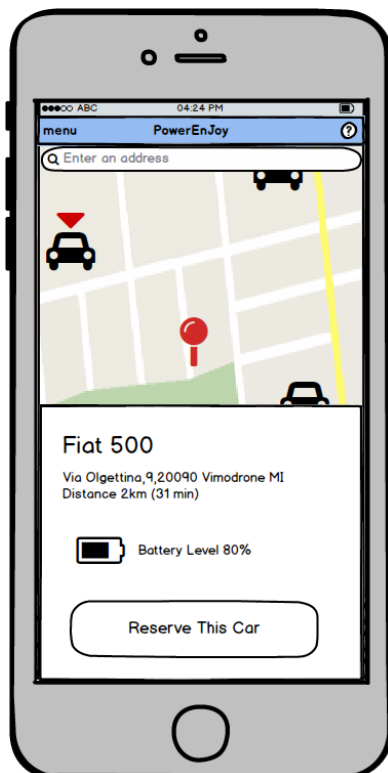 ABC 04:24 PM
menu PowerEnJoy ?
Enter an address
Fiat 500
Via Olgettina,9,20090 Vimodrone MI
Distance 2km (31 min)
Battery Level 80%
Reserve This Car